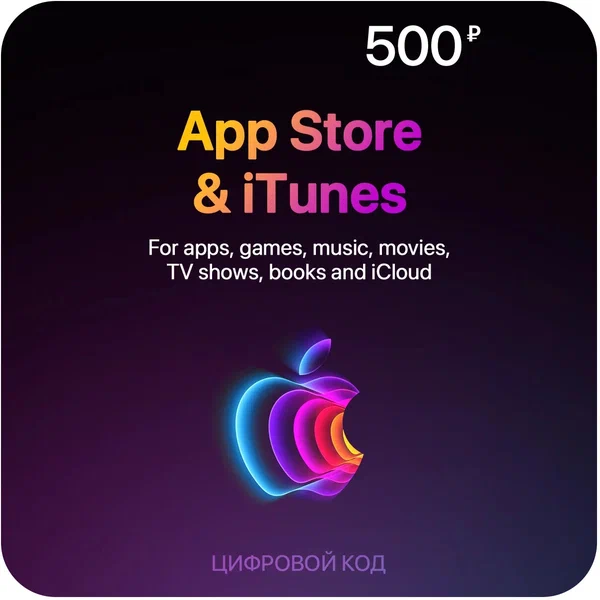 500₽
App Store
& iTunes
For apps, games, music, movies,
TV shows, books and iCloud
ЦИФРОВОЙ КОД